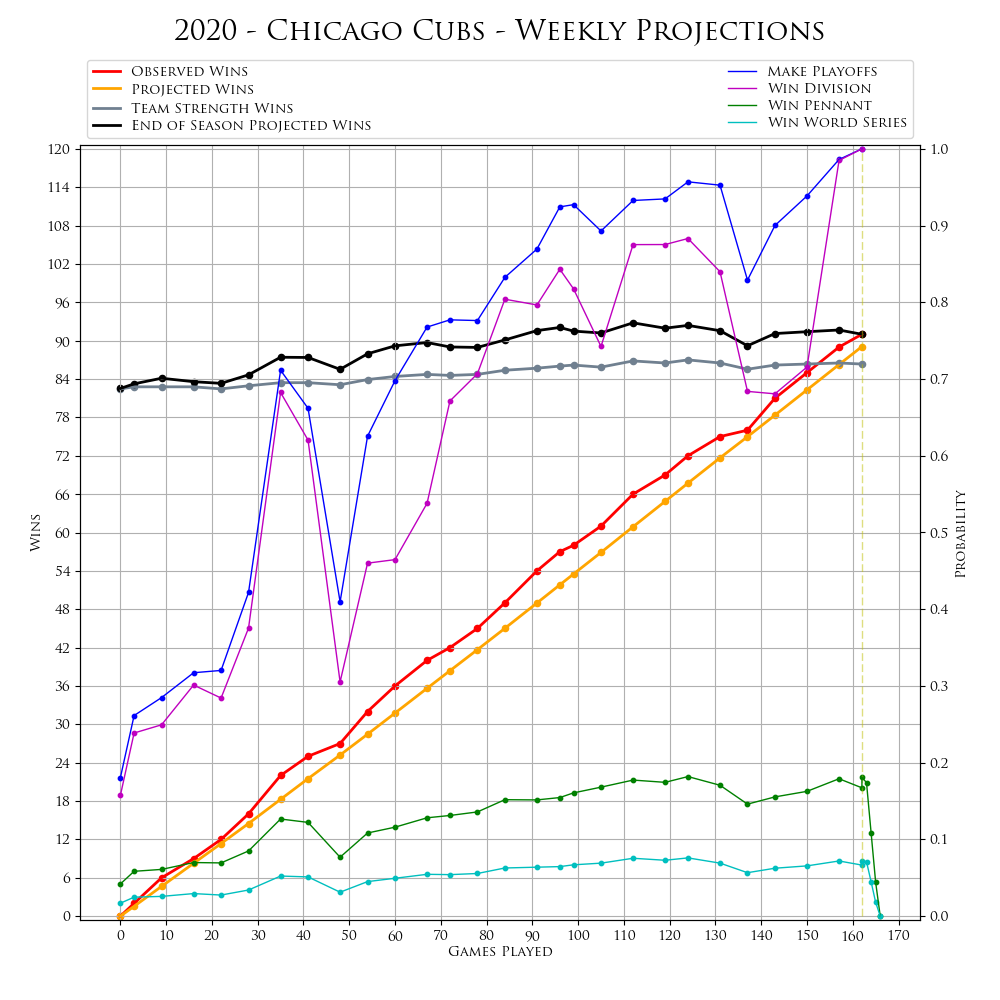 2020 - Chicago Cubs - Weekly Projections
Observed Wins
Projected Wins
Team Strength Wins
End of Season Projected Wins
Make Playoffs
Win Division
Win Pennant
Win World Series
120
114
108
102
96
90
84
78
72
66
60
54
48
42
36
30
24
18
12
6
0
Wins
1.0
0.9
0.8
0.7
0.6
0.5
0.4
0.3
0.2
0.1
0.0
Probability
0 10 20 30 40 50 60 70 80 90 100 110 120 130 140 150 160 170
Games Played